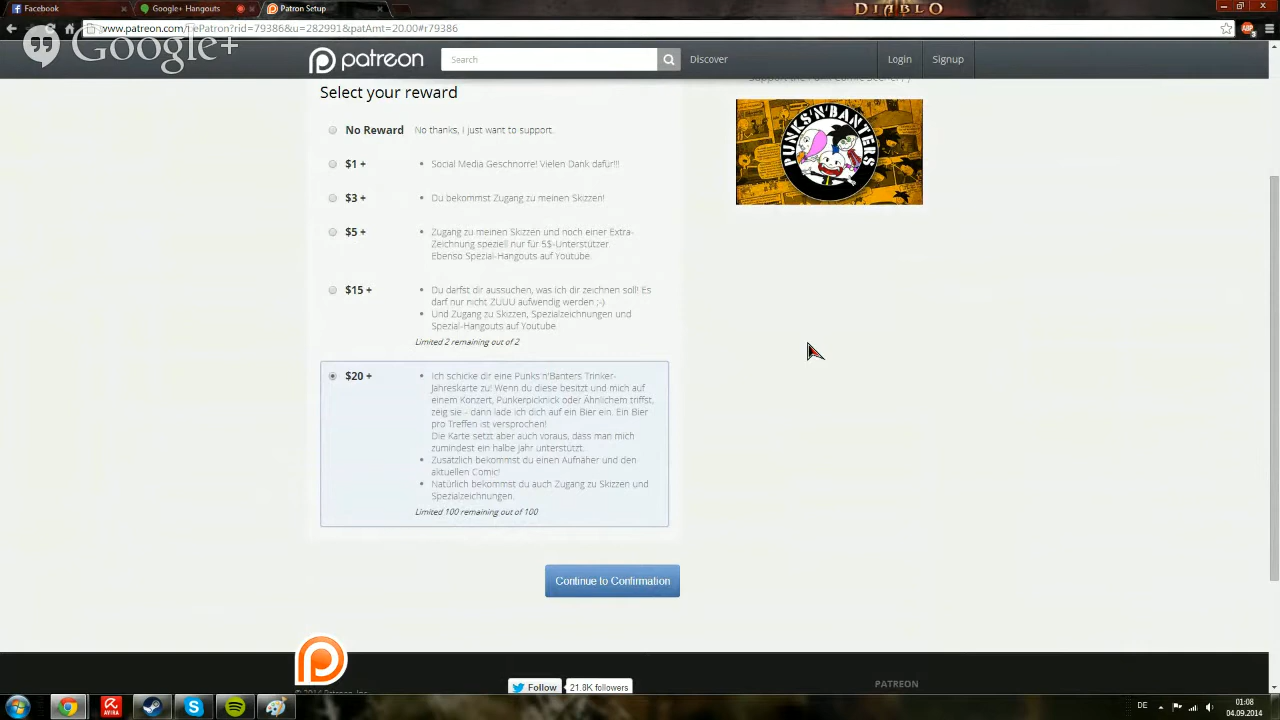 Facebook
Google+ Hangouts
Patron Setup
DIABLO
www.patreon.com/bePatron?rid=79386&u=282991&patAmt=20.00#r79386
Google+
patreon
Search
Discover
Login
Signup
Select your reward
No Reward No thanks, I just want to support.
$1 + Social Media Geschnorre! Vielen Dank dafür!!!
$3 + Du bekommst Zugang zu meinen Skizzen!
$5 + Zugang zu meinen Skizzen und noch einer Extra-
Zeichnung speziell nur für 5$-Unterstützer.
Ebenso Spezial-Hangouts auf Youtube.
$15 + Du darfst dir aussuchen, was ich dir zeichnen soll! Es
darf nur nicht ZUUU aufwendig werden ;-)
Und Zugang zu Skizzen, Spezialzeichnungen und
Spezial-Hangouts auf Youtube.
Limited 2 remaining out of 2
$20 + Ich schicke dir eine Punks'n'Banters Trinker-
Jahreskarte zu! Wenn du diese besitzt und mich auf
einem Konzert, Punkerpicknick oder Ähnlichem triffst,
zeig sie - dann lade ich dich auf ein Bier ein. Ein Bier
pro Treffen ist versprochen!
Die Karte setzt aber auch voraus, dass man mich
zumindest ein halbe Jahr unterstützt.
Zusätzlich bekommst du einen Aufnäher und den
aktuellen Comic!
Natürlich bekommst du auch Zugang zu Skizzen und
Spezialzeichnungen.
Limited 100 remaining out of 100
PUNKS'N'BANTERS
Continue to Confirmation
Follow
21.8K followers
PATREON
© 2014 Patreon, Inc.
AVIRA
DE
01:08
04.09.2014